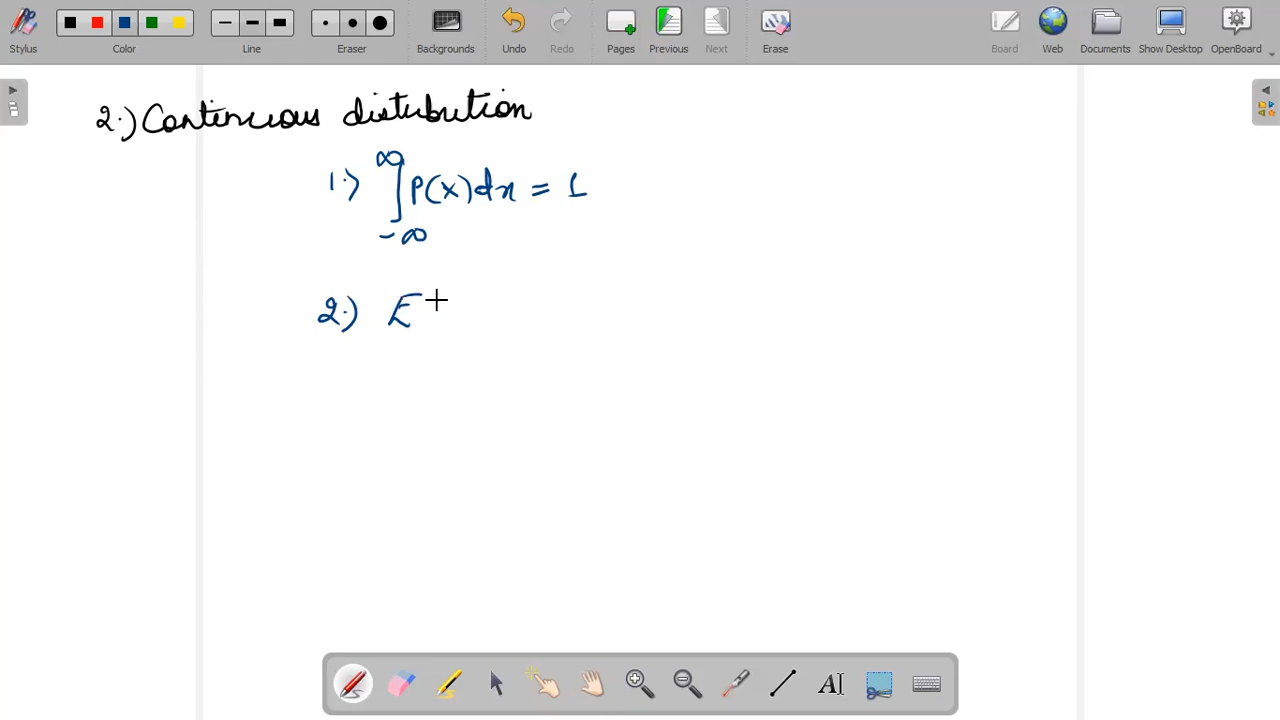 Stylus Color Line Eraser Backgrounds Undo Redo Pages Previous Next Erase Board Web Documents Show Desktop OpenBoard
2.) Continuous distubution
1.) ∫_{-∞}^{∞} P(x)dx = 1
2.) E